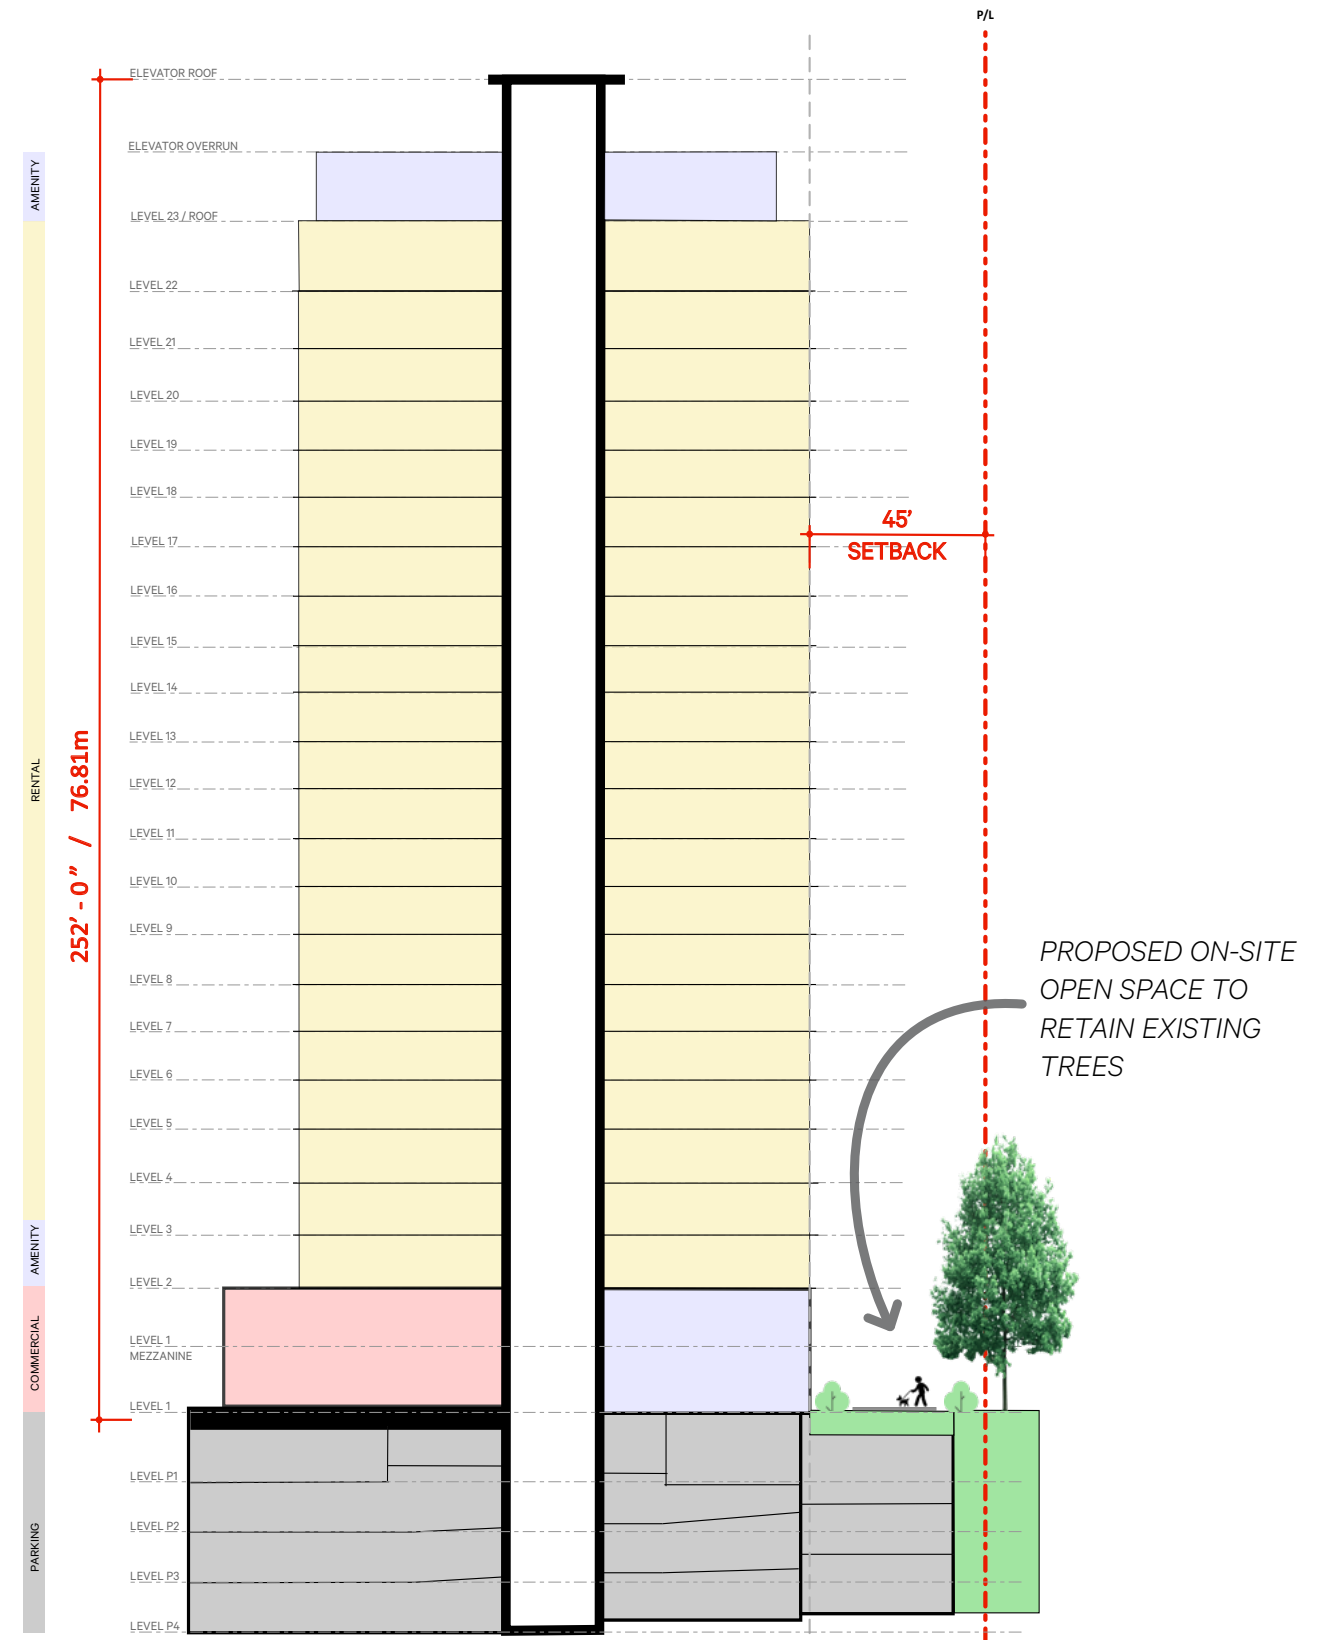 P/L
ELEVATOR ROOF
ELEVATOR OVERRUN
AMENITY
LEVEL 23 / ROOF
LEVEL 22
LEVEL 21
LEVEL 20
LEVEL 19
LEVEL 18
45’
SETBACK
LEVEL 17
LEVEL 16
LEVEL 15
LEVEL 14
LEVEL 13
RENTAL
252’ - 0” / 76.81m
LEVEL 12
LEVEL 11
LEVEL 10
LEVEL 9
PROPOSED ON-SITE
OPEN SPACE TO
RETAIN EXISTING
TREES
LEVEL 8
LEVEL 7
LEVEL 6
LEVEL 5
LEVEL 4
LEVEL 3
AMENITY
LEVEL 2
COMMERCIAL
LEVEL 1
MEZZANINE
LEVEL 1
LEVEL P1
LEVEL P2
PARKING
LEVEL P3
LEVEL P4